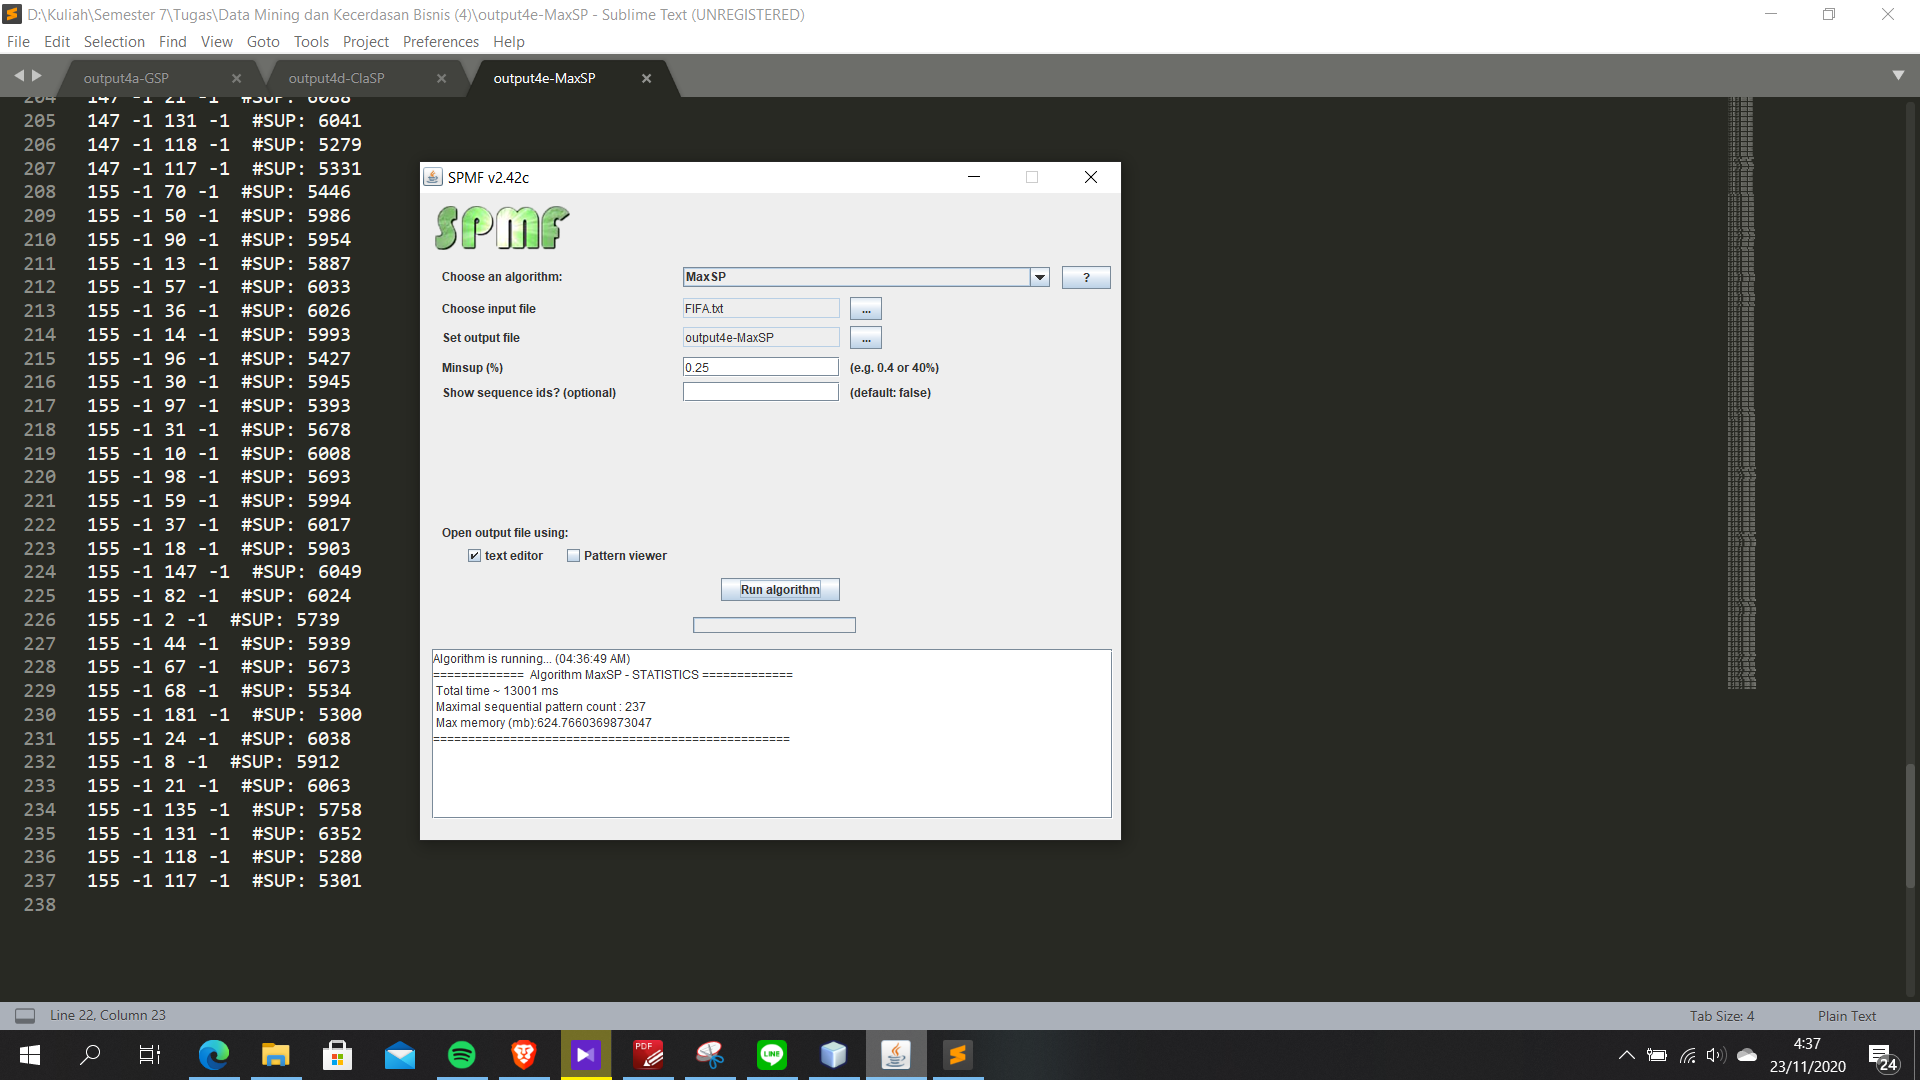 D:\Kuliah\Semester 7\Tugas\Data Mining dan Kecerdasan Bisnis (4)\output4e-MaxSP - Sublime Text (UNREGISTERED)
File Edit Selection Find View Goto Tools Project Preferences Help
output4a-GSP output4d-ClaSP output4e-MaxSP
204 147 -1 21 -1  #SUP: 6088
205 147 -1 131 -1  #SUP: 6041
206 147 -1 118 -1  #SUP: 5279
207 147 -1 117 -1  #SUP: 5331
208 155 -1 70 -1  #SUP: 5446
209 155 -1 50 -1  #SUP: 5986
210 155 -1 90 -1  #SUP: 5954
211 155 -1 13 -1  #SUP: 5887
212 155 -1 57 -1  #SUP: 6033
213 155 -1 36 -1  #SUP: 6026
214 155 -1 14 -1  #SUP: 5993
215 155 -1 96 -1  #SUP: 5427
216 155 -1 30 -1  #SUP: 5945
217 155 -1 97 -1  #SUP: 5393
218 155 -1 31 -1  #SUP: 5678
219 155 -1 10 -1  #SUP: 6008
220 155 -1 98 -1  #SUP: 5693
221 155 -1 59 -1  #SUP: 5994
222 155 -1 37 -1  #SUP: 6017
223 155 -1 18 -1  #SUP: 5903
224 155 -1 147 -1  #SUP: 6049
225 155 -1 82 -1  #SUP: 6024
226 155 -1 2 -1  #SUP: 5739
227 155 -1 44 -1  #SUP: 5939
228 155 -1 67 -1  #SUP: 5673
229 155 -1 68 -1  #SUP: 5534
230 155 -1 181 -1  #SUP: 5300
231 155 -1 24 -1  #SUP: 6038
232 155 -1 8 -1  #SUP: 5912
233 155 -1 21 -1  #SUP: 6063
234 155 -1 135 -1  #SUP: 5758
235 155 -1 131 -1  #SUP: 6352
236 155 -1 118 -1  #SUP: 5280
237 155 -1 117 -1  #SUP: 5301
238
SPMF v2.42c
SPMF
Choose an algorithm: MaxSP ?
Choose input file FIFA.txt ...
Set output file output4e-MaxSP ...
Minsup (%) 0.25 (e.g. 0.4 or 40%)
Show sequence ids? (optional) (default: false)
Open output file using:
text editor Pattern viewer
Run algorithm
Algorithm is running... (04:36:49 AM)
============= Algorithm MaxSP - STATISTICS =============
Total time ~ 13001 ms
Maximal sequential pattern count : 237
Max memory (mb):624.7660369873047
===================================================
Line 22, Column 23 Tab Size: 4 Plain Text
PDF
LINE
4:37
23/11/2020
24